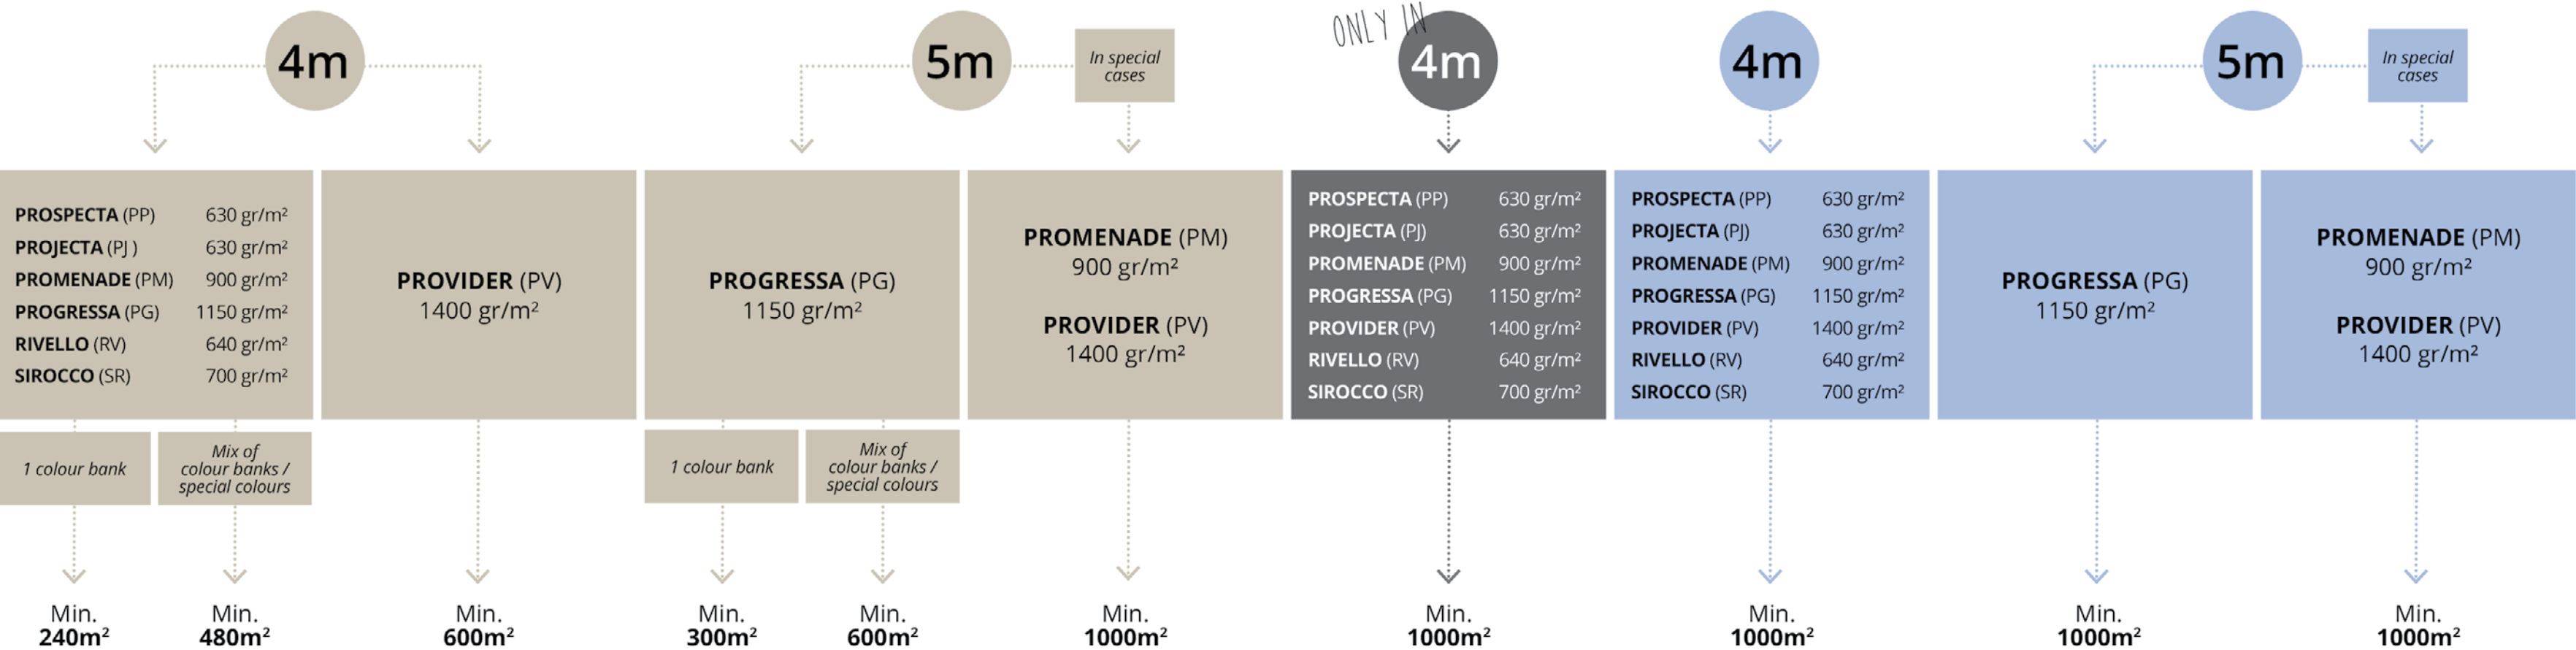 4m
5m
In special
cases
ONLY IN
4m
4m
5m
In special
cases
PROSPECTA (PP) 630 gr/m²
PROJECTA (PJ ) 630 gr/m²
PROMENADE (PM) 900 gr/m²
PROGRESSA (PG) 1150 gr/m²
RIVELLO (RV) 640 gr/m²
SIROCCO (SR) 700 gr/m²
1 colour bank
Mix of
colour banks /
special colours
Min.
240m²
Min.
480m²
PROVIDER (PV)
1400 gr/m²
Min.
600m²
PROGRESSA (PG)
1150 gr/m²
1 colour bank
Mix of
colour banks /
special colours
Min.
300m²
Min.
600m²
PROMENADE (PM)
900 gr/m²
PROVIDER (PV)
1400 gr/m²
Min.
1000m²
PROSPECTA (PP) 630 gr/m²
PROJECTA (PJ) 630 gr/m²
PROMENADE (PM) 900 gr/m²
PROGRESSA (PG) 1150 gr/m²
PROVIDER (PV) 1400 gr/m²
RIVELLO (RV) 640 gr/m²
SIROCCO (SR) 700 gr/m²
Min.
1000m²
PROSPECTA (PP) 630 gr/m²
PROJECTA (PJ) 630 gr/m²
PROMENADE (PM) 900 gr/m²
PROGRESSA (PG) 1150 gr/m²
PROVIDER (PV) 1400 gr/m²
RIVELLO (RV) 640 gr/m²
SIROCCO (SR) 700 gr/m²
Min.
1000m²
PROGRESSA (PG)
1150 gr/m²
Min.
1000m²
PROMENADE (PM)
900 gr/m²
PROVIDER (PV)
1400 gr/m²
Min.
1000m²